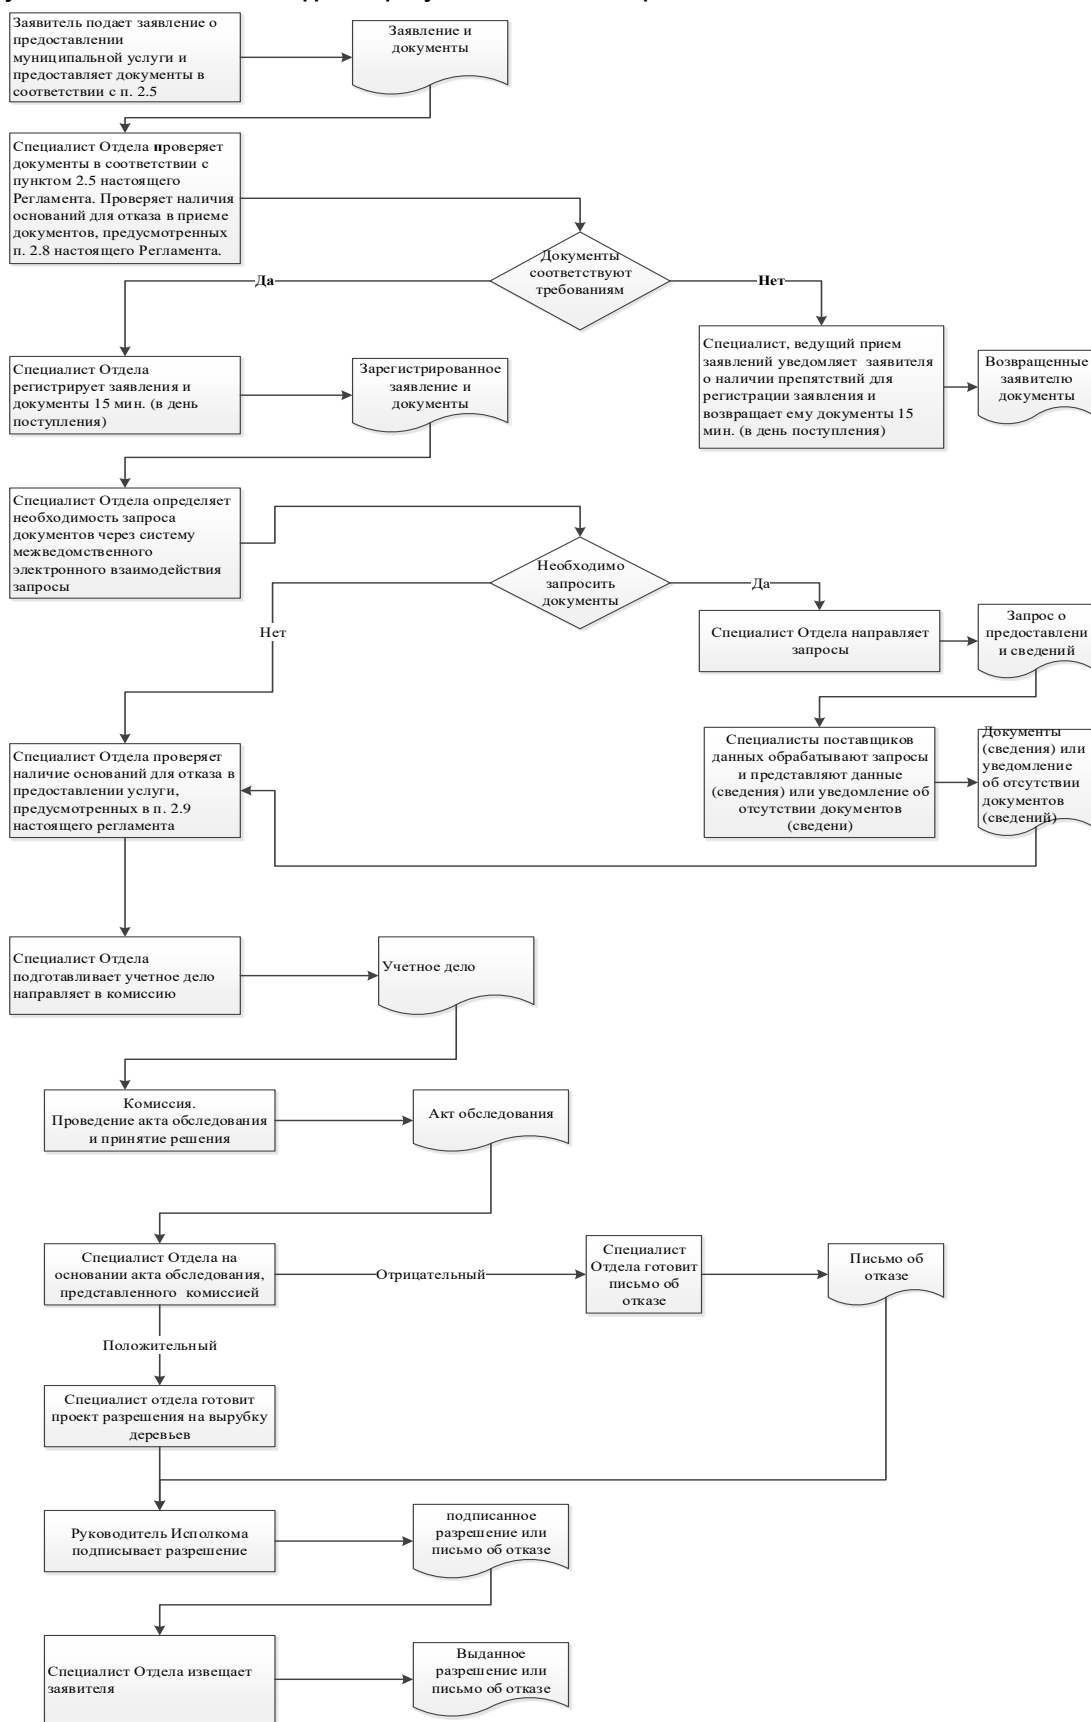 Заявитель подает заявление о
предоставлении
муниципальной услуги и
предоставляет документы в
соответствии с п. 2.5
Заявление и
документы
Специалист Отдела проверяет
документы в соответствии с
пунктом 2.5 настоящего
Регламента. Проверяет наличия
оснований для отказа в приеме
документов, предусмотренных
п. 2.8 настоящего Регламента.
Документы
соответствуют
требованиям
Да
Нет
Специалист Отдела
регистрирует заявления и
документы 15 мин. (в день
поступления)
Зарегистрированное
заявление и
документы
Специалист, ведущий прием
заявлений уведомляет заявителя
о наличии препятствий для
регистрации заявления и
возвращает ему документы 15
мин. (в день поступления)
Возвращенные
заявителю
документы
Специалист Отдела определяет
необходимость запроса
документов через систему
межведомственного
электронного взаимодействия
запросы
Необходимо
запросить
документы
Да
Нет
Специалист Отдела направляет
запросы
Запрос о
предоставлени
и сведений
Специалисты поставщиков
данных обрабатывают запросы
и представляют данные
(сведения) или уведомление об
отсутствии документов
(сведени)
Документы
(сведения) или
уведомление
об отсутствии
документов
(сведений)
Специалист Отдела проверяет
наличие оснований для отказа в
предоставлении услуги,
предусмотренных в п. 2.9
настоящего регламента
Специалист Отдела
подготавливает учетное дело
направляет в комиссию
Учетное дело
Комиссия.
Проведение акта обследования
и принятие решения
Акт обследования
Специалист Отдела на
основании акта обследования,
представленного комиссией
Отрицательный
Специалист
Отдела готовит
письмо об
отказе
Письмо об
отказе
Положительный
Специалист отдела готовит
проект разрешения на вырубку
деревьев
Руководитель Исполкома
подписывает разрешение
подписанное
разрешение или
письмо об отказе
Специалист Отдела извещает
заявителя
Выданное
разрешение или
письмо об отказе